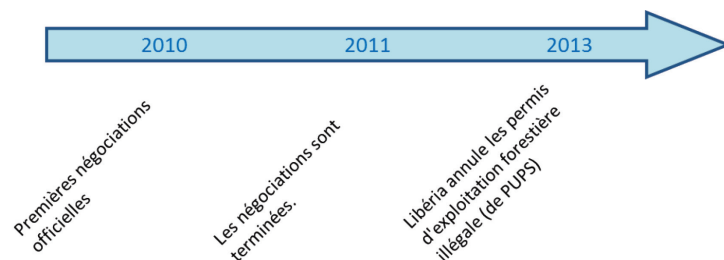 2010
2011
2013
Premières négociations
officielles
Les négociations sont
terminées.
Libéria annule les permis
d'exploitation forestière
illégale (de PUPS)